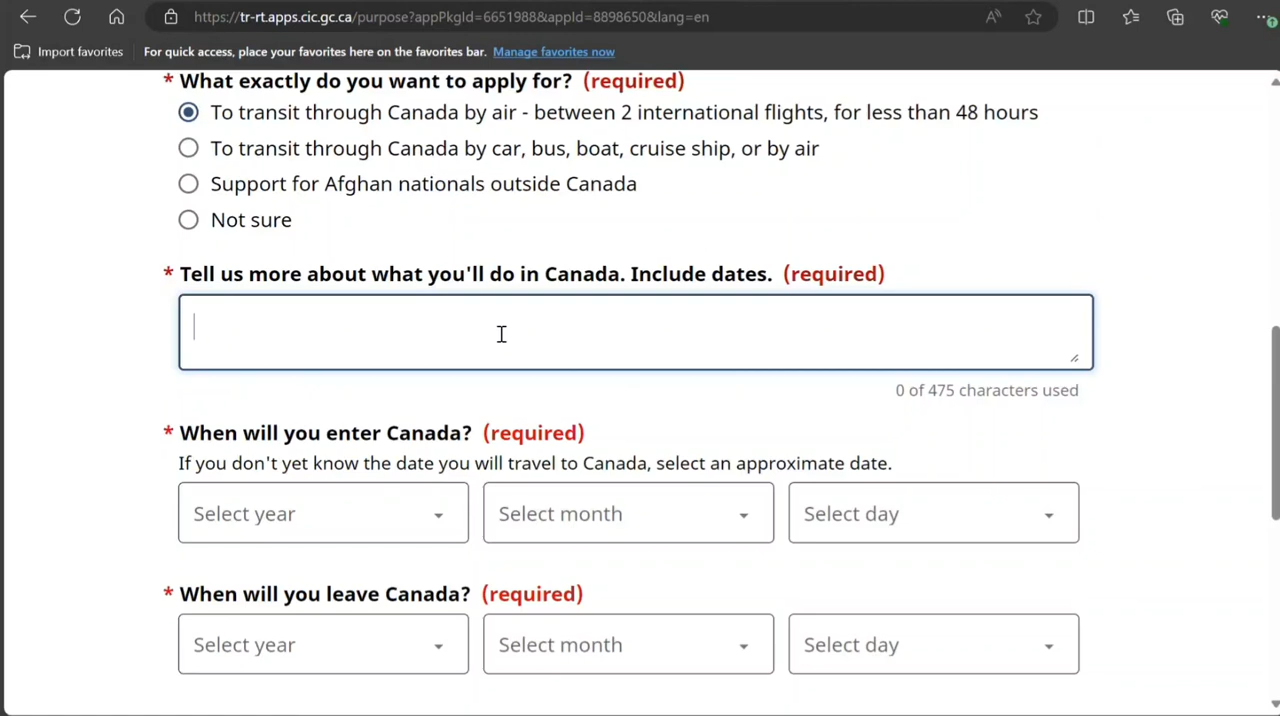 https://tr-rt.apps.cic.gc.ca/purpose?appPkgId=6651988&appId=8898650&lang=en
Import favorites For quick access, place your favorites here on the favorites bar. Manage favorites now
* What exactly do you want to apply for? (required)
To transit through Canada by air - between 2 international flights, for less than 48 hours
To transit through Canada by car, bus, boat, cruise ship, or by air
Support for Afghan nationals outside Canada
Not sure
* Tell us more about what you'll do in Canada. Include dates. (required)
0 of 475 characters used
* When will you enter Canada? (required)
If you don't yet know the date you will travel to Canada, select an approximate date.
Select year Select month Select day
* When will you leave Canada? (required)
Select year Select month Select day